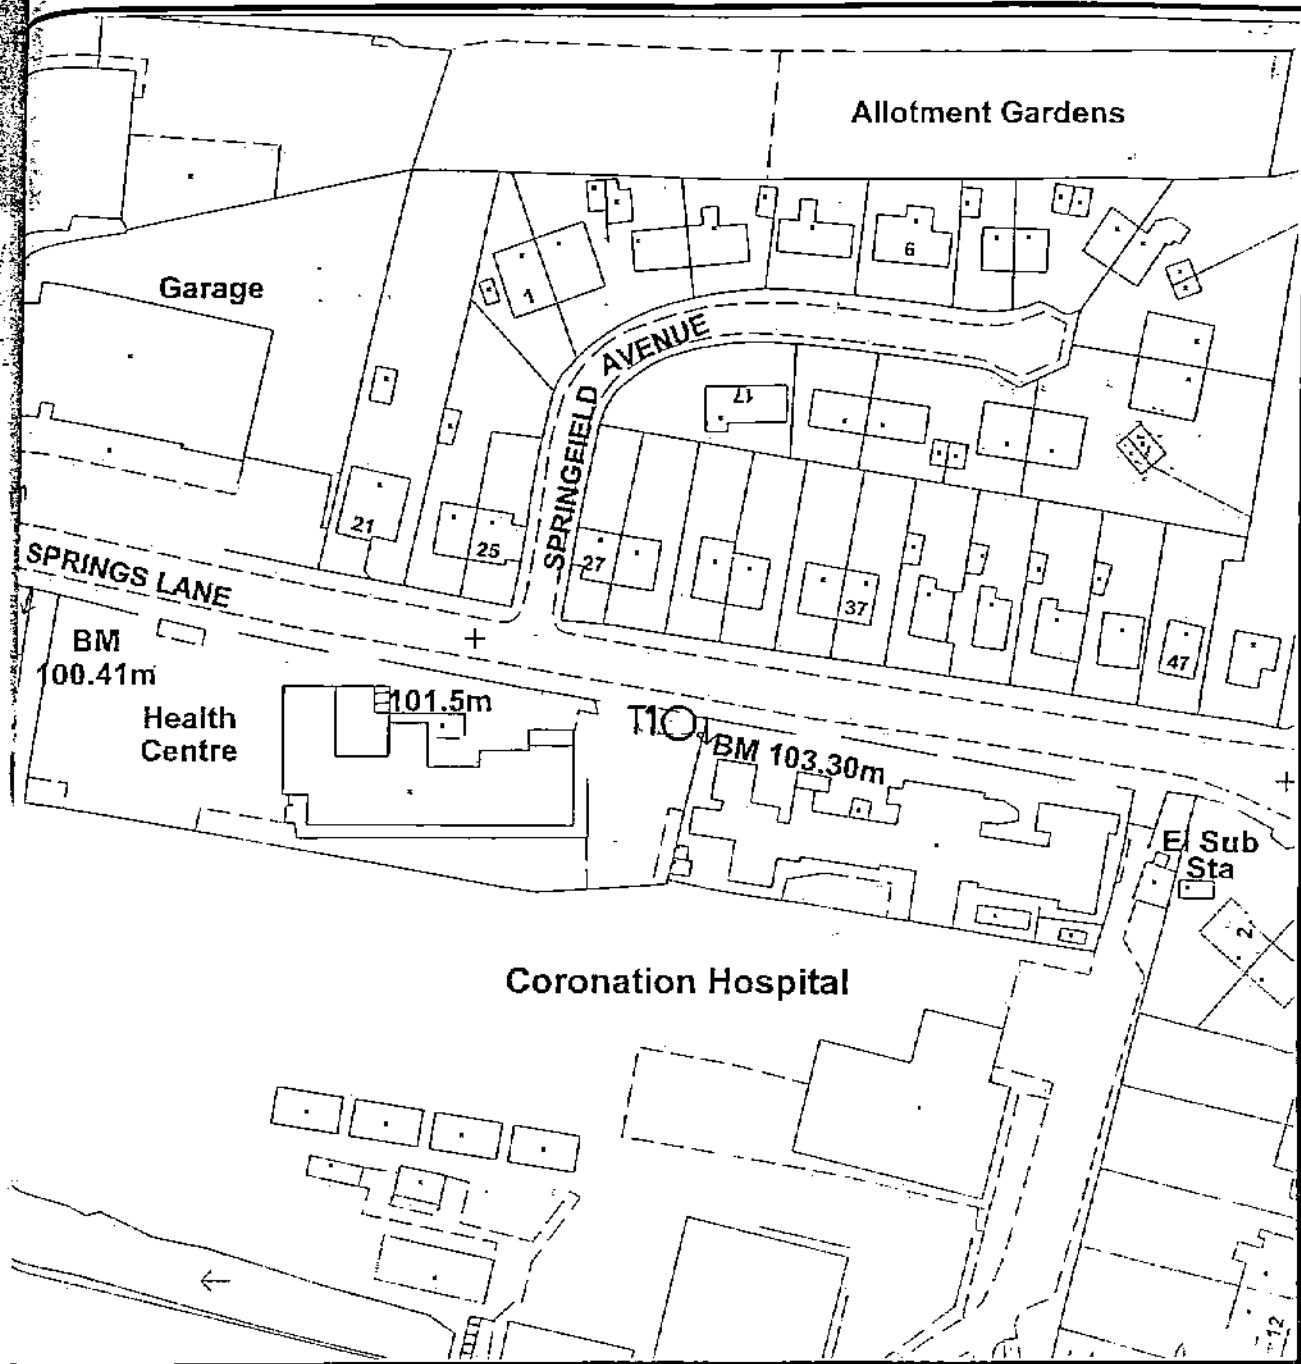 Allotment Gardens
Garage
1
6
SPRINGFIELD AVENUE
17
21
25
27
37
47
SPRINGS LANE
BM
100.41m
Health
Centre
101.5m
T1
BM 103.30m
El Sub
Sta
2
Coronation Hospital
12